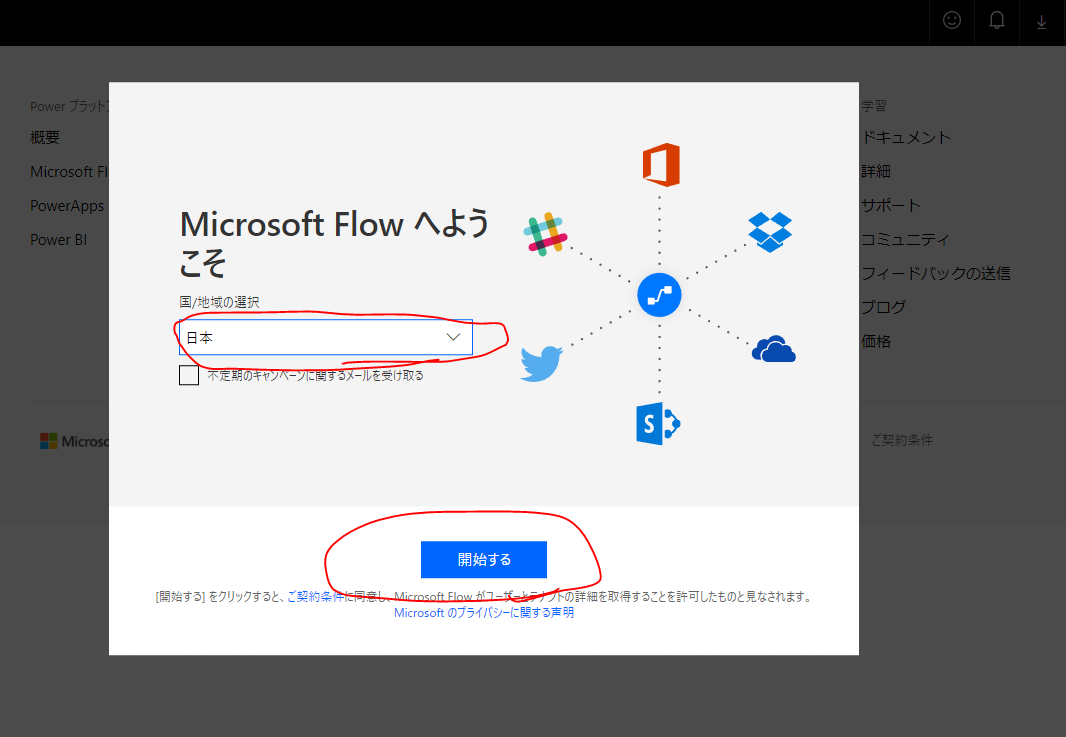 Power プラット
概要
Microsoft Fl
PowerApps
Power BI
Microsoft Flow へよう
こそ
国/地域の選択
日本
不定期のキャンペーンに関するメールを受け取る
S
学習
ドキュメント
詳細
サポート
コミュニティ
フィードバックの送信
ブログ
価格
Microso
ご契約条件
開始する
[開始する] をクリックすると、ご契約条件に同意し、Microsoft Flow がユーザーとテナントの詳細を取得することを許可したものと見なされます。
Microsoft のプライバシーに関する声明